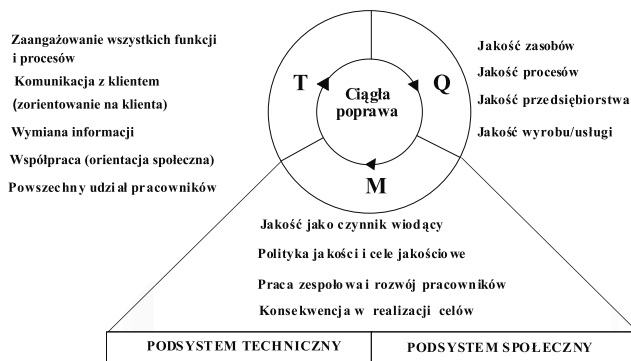 Zaangażowanie wszystkich funkcji
i procesów
Komunikacja z klientem
(zorientowanie na klienta)
Wymiana informacji
Współpraca (orientacja społeczna)
Powszechny udział pracowników
T
Q
M
Ciągła
poprawa
Jakość zasobów
Jakość procesów
Jakość przedsiębiorstwa
Jakość wyrobu/usługi
Jakość jako czynnik wiodący
Polityka jakości i cele jakościowe
Praca zespołowa i rozwój pracowników
Konsekwencja w realizacji celów
PODSYSTEM TECHNICZNY
PODSYSTEM SPOŁECZNY